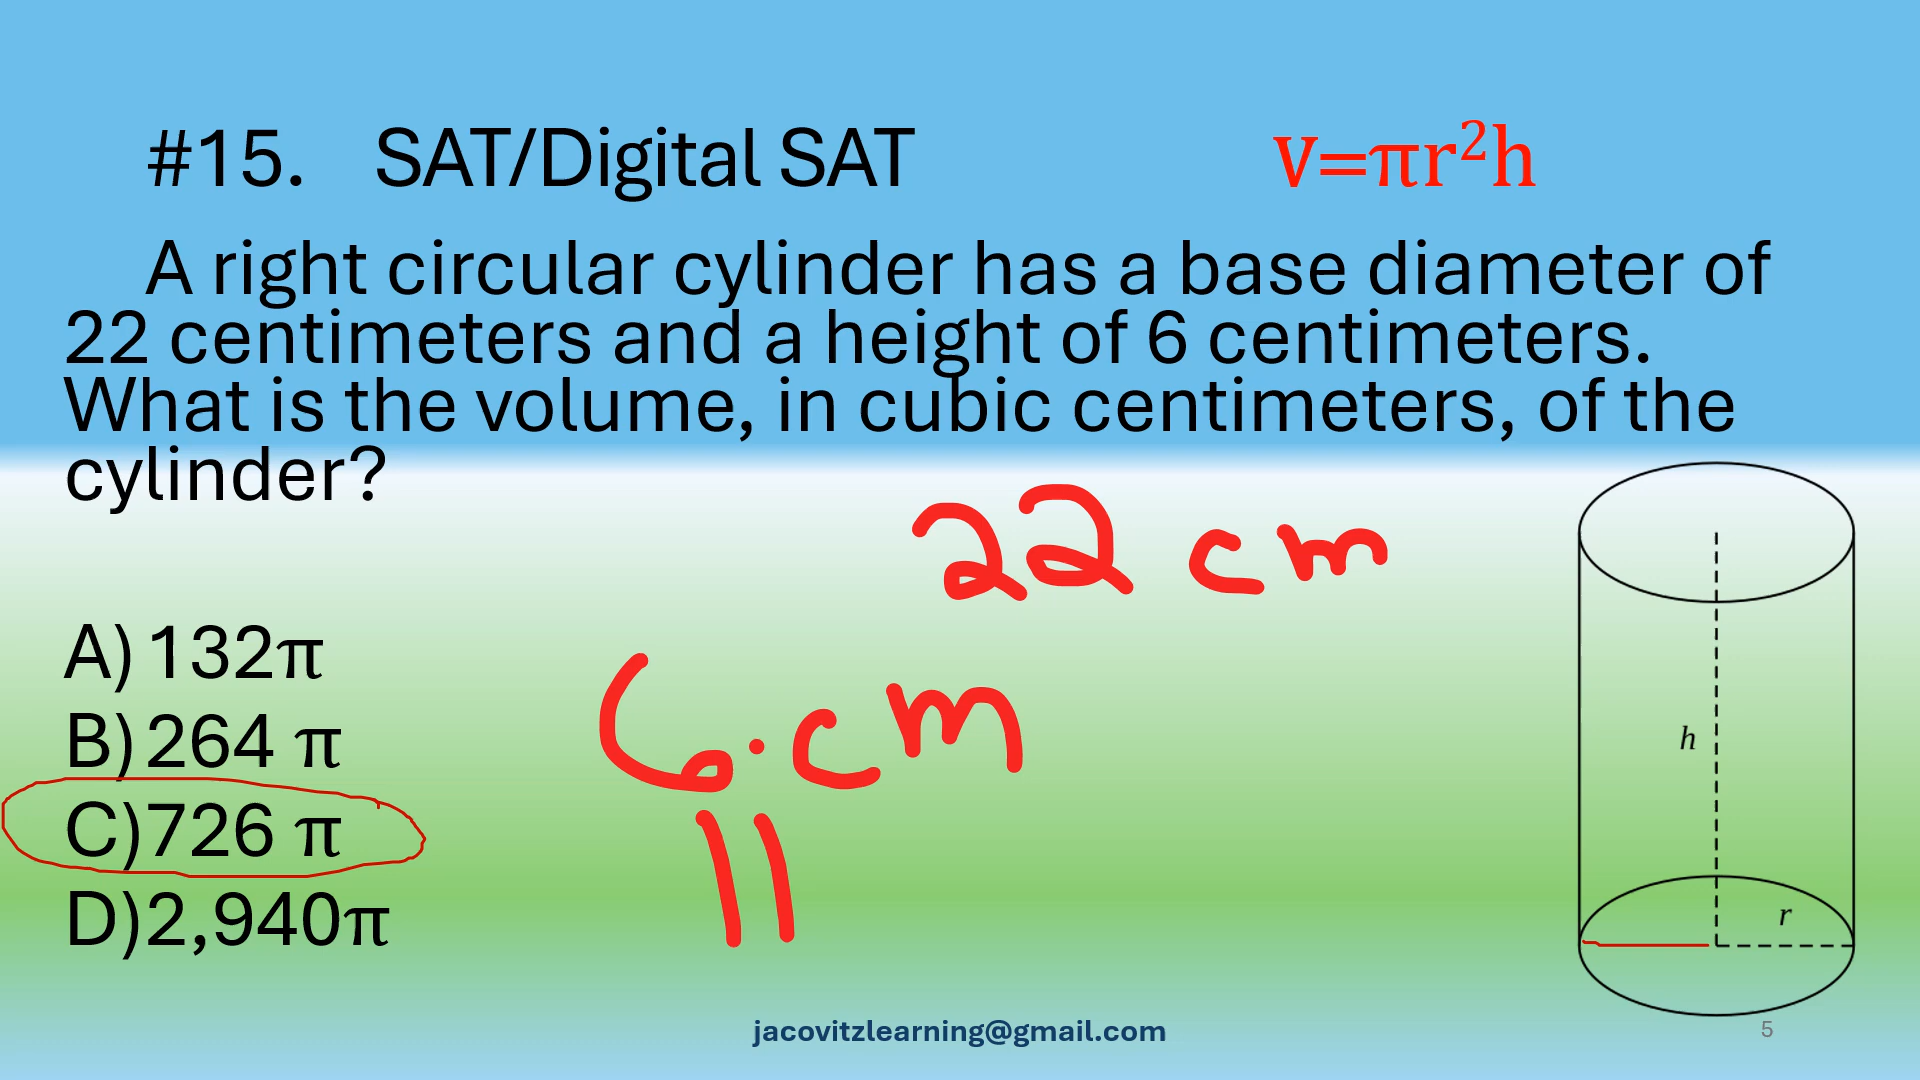 #15. SAT/Digital SAT
V=πr²h
A right circular cylinder has a base diameter of
22 centimeters and a height of 6 centimeters.
What is the volume, in cubic centimeters, of the
cylinder?
22 cm
6 cm
11
A) 132π
B) 264 π
C) 726 π
D) 2,940π
h
r
jacovitzlearning@gmail.com
5